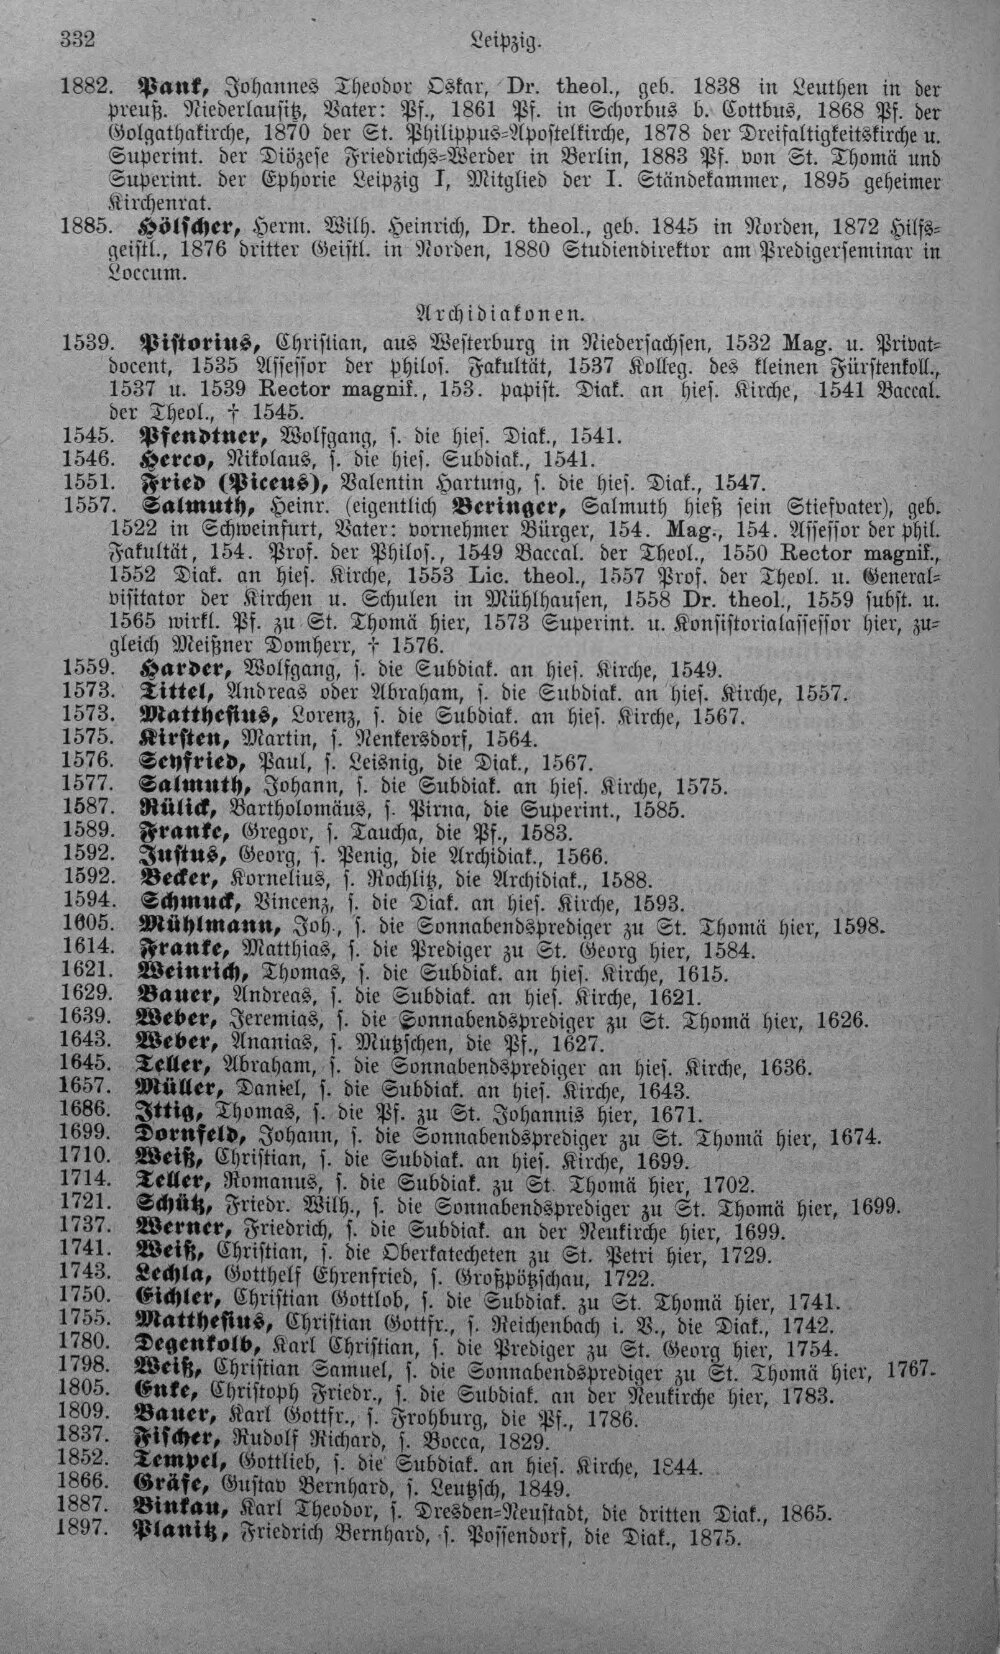 332 Leipzig.
1882. Pank, Johannes Theodor Oskar, Dr. theol., geb. 1838 in Leuthen in der
preuß. Niederlausitz, Vater: Pf., 1861 Pf. in Schorbus b. Cottbus, 1868 Pf. der
Golgathakirche, 1870 der St. Philippus-Apostelkirche, 1878 der Dreifaltigkeitskirche u.
Superint. der Diözese Friedrichs-Werder in Berlin, 1883 Pf. von St. Thomä und
Superint. der Ephorie Leipzig I, Mitglied der I. Ständekammer, 1895 geheimer
Kirchenrat.
1885. Hölscher, Herm. Wilh. Heinrich, Dr. theol., geb. 1845 in Norden, 1872 Hilfs-
geistl., 1876 dritter Geistl. in Norden, 1880 Studiendirektor am Predigerseminar in
Loccum.
Archidiakonen.
1539. Pistorius, Christian, aus Westerburg in Niedersachsen, 1532 Mag. u. Privat-
docent, 1535 Assessor der philos. Fakultät, 1537 Kolleg. des kleinen Fürstenkoll.,
1537 u. 1539 Rector magnif., 153. papist. Diak. an hies. Kirche, 1541 Baccal.
der Theol., † 1545.
1545. Pfendtner, Wolfgang, s. die hies. Diak., 1541.
1546. Herco, Nikolaus, s. die hies. Subdiak., 1541.
1551. Fried (Piceus), Valentin Hartung, s. die hies. Diak., 1547.
1557. Salmuth, Heinr. (eigentlich Beringer, Salmuth hieß sein Stiefvater), geb.
1522 in Schweinfurt, Vater: vornehmer Bürger, 154. Mag., 154. Assessor der phil.
Fakultät, 154. Prof. der Philos., 1549 Baccal. der Theol., 1550 Rector magnif.,
1552 Diak. an hies. Kirche, 1553 Lic. theol., 1557 Prof. der Theol. u. General-
visitator der Kirchen u. Schulen in Mühlhausen, 1558 Dr. theol., 1559 subst. u.
1565 wirkl. Pf. zu St. Thomä hier, 1573 Superint. u. Konsistorialassessor hier, zu-
gleich Meißner Domherr, † 1576.
1559. Harder, Wolfgang, s. die Subdiak. an hies. Kirche, 1549.
1573. Tittel, Andreas oder Abraham, s. die Subdiak. an hies. Kirche, 1557.
1573. Matthesius, Lorenz, s. die Subdiak. an hies. Kirche, 1567.
1575. Kirsten, Martin, s. Nenkersdorf, 1564.
1576. Seyfried, Paul, s. Leisnig, die Diak., 1567.
1577. Salmuth, Johann, s. die Subdiak. an hies. Kirche, 1575.
1587. Rülick, Bartholomäus, s. Pirna, die Superint., 1585.
1589. Franke, Gregor, s. Taucha, die Pf., 1583.
1592. Justus, Georg, s. Penig, die Archidiak., 1566.
1592. Becker, Kornelius, s. Rochlitz, die Archidiak., 1588.
1594. Schmuck, Vincenz, s. die Diak. an hies. Kirche, 1593.
1605. Mühlmann, Joh., s. die Sonnabendsprediger zu St. Thomä hier, 1598.
1614. Franke, Matthias, s. die Prediger zu St. Georg hier, 1584.
1621. Weinrich, Thomas, s. die Subdiak. an hies. Kirche, 1615.
1629. Bauer, Andreas, s. die Subdiak. an hies. Kirche, 1621.
1639. Weber, Jeremias, s. die Sonnabendsprediger zu St. Thomä hier, 1626.
1643. Weber, Ananias, s. Mutzschen, die Pf., 1627.
1645. Teller, Abraham, s. die Sonnabendsprediger an hies. Kirche, 1636.
1657. Müller, Daniel, s. die Subdiak. an hies. Kirche, 1643.
1686. Ittig, Thomas, s. die Pf. zu St. Johannis hier, 1671.
1699. Dornfeld, Johann, s. die Sonnabendsprediger zu St. Thomä hier, 1674.
1710. Weiß, Christian, s. die Subdiak. an hies. Kirche, 1699.
1714. Teller, Romanus, s. die Subdiak. zu St. Thomä hier, 1702.
1721. Schütz, Friedr. Wilh., s. die Sonnabendsprediger zu St. Thomä hier, 1699.
1737. Werner, Friedrich, s. die Subdiak. an der Neukirche hier, 1699.
1741. Weiß, Christian, s. die Oberkatecheten zu St. Petri hier, 1729.
1743. Lechla, Gotthelf Ehrenfried, s. Großpötzschau, 1722.
1750. Eichler, Christian Gottlob, s. die Subdiak. zu St. Thomä hier, 1741.
1755. Matthesius, Christian Gottfr., s. Reichenbach i. V., die Diak., 1742.
1780. Degenkolb, Karl Christian, s. die Prediger zu St. Georg hier, 1754.
1798. Weiß, Christian Samuel, s. die Sonnabendsprediger zu St. Thomä hier, 1767.
1805. Enke, Christoph Friedr., s. die Subdiak. an der Neukirche hier, 1783.
1809. Bauer, Karl Gottfr., s. Frohburg, die Pf., 1786.
1837. Fischer, Rudolf Richard, s. Bocca, 1829.
1852. Tempel, Gottlieb, s. die Subdiak. an hies. Kirche, 1844.
1866. Gräfe, Gustav Bernhard, s. Leutzsch, 1849.
1887. Binkau, Karl Theodor, s. Dresden-Neustadt, die dritten Diak., 1865.
1897. Planitz, Friedrich Bernhard, s. Possendorf, die Diak., 1875.